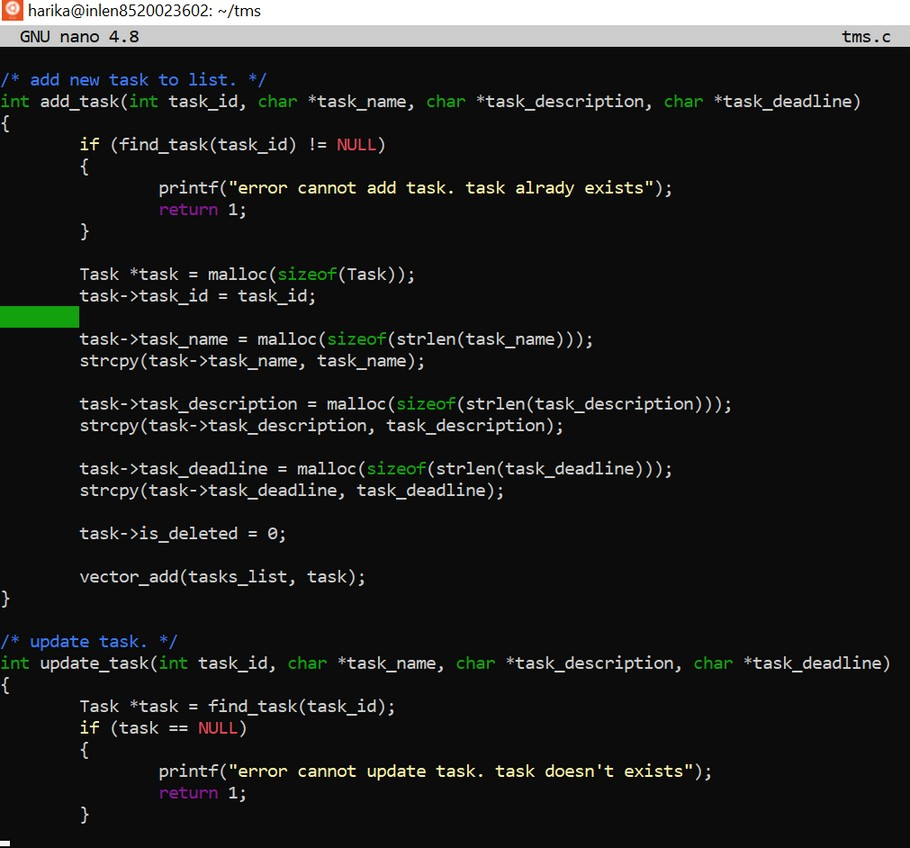 harika@inlen8520023602: ~/tms
GNU nano 4.8 tms.c
/* add new task to list. */
int add_task(int task_id, char *task_name, char *task_description, char *task_deadline)
{
        if (find_task(task_id) != NULL)
        {
                printf("error cannot add task. task alrady exists");
                return 1;
        }
        Task *task = malloc(sizeof(Task));
        task->task_id = task_id;
        task->task_name = malloc(sizeof(strlen(task_name)));
        strcpy(task->task_name, task_name);
        task->task_description = malloc(sizeof(strlen(task_description)));
        strcpy(task->task_description, task_description);
        task->task_deadline = malloc(sizeof(strlen(task_deadline)));
        strcpy(task->task_deadline, task_deadline);
        task->is_deleted = 0;
        vector_add(tasks_list, task);
}
/* update task. */
int update_task(int task_id, char *task_name, char *task_description, char *task_deadline)
{
        Task *task = find_task(task_id);
        if (task == NULL)
        {
                printf("error cannot update task. task doesn't exists");
                return 1;
        }